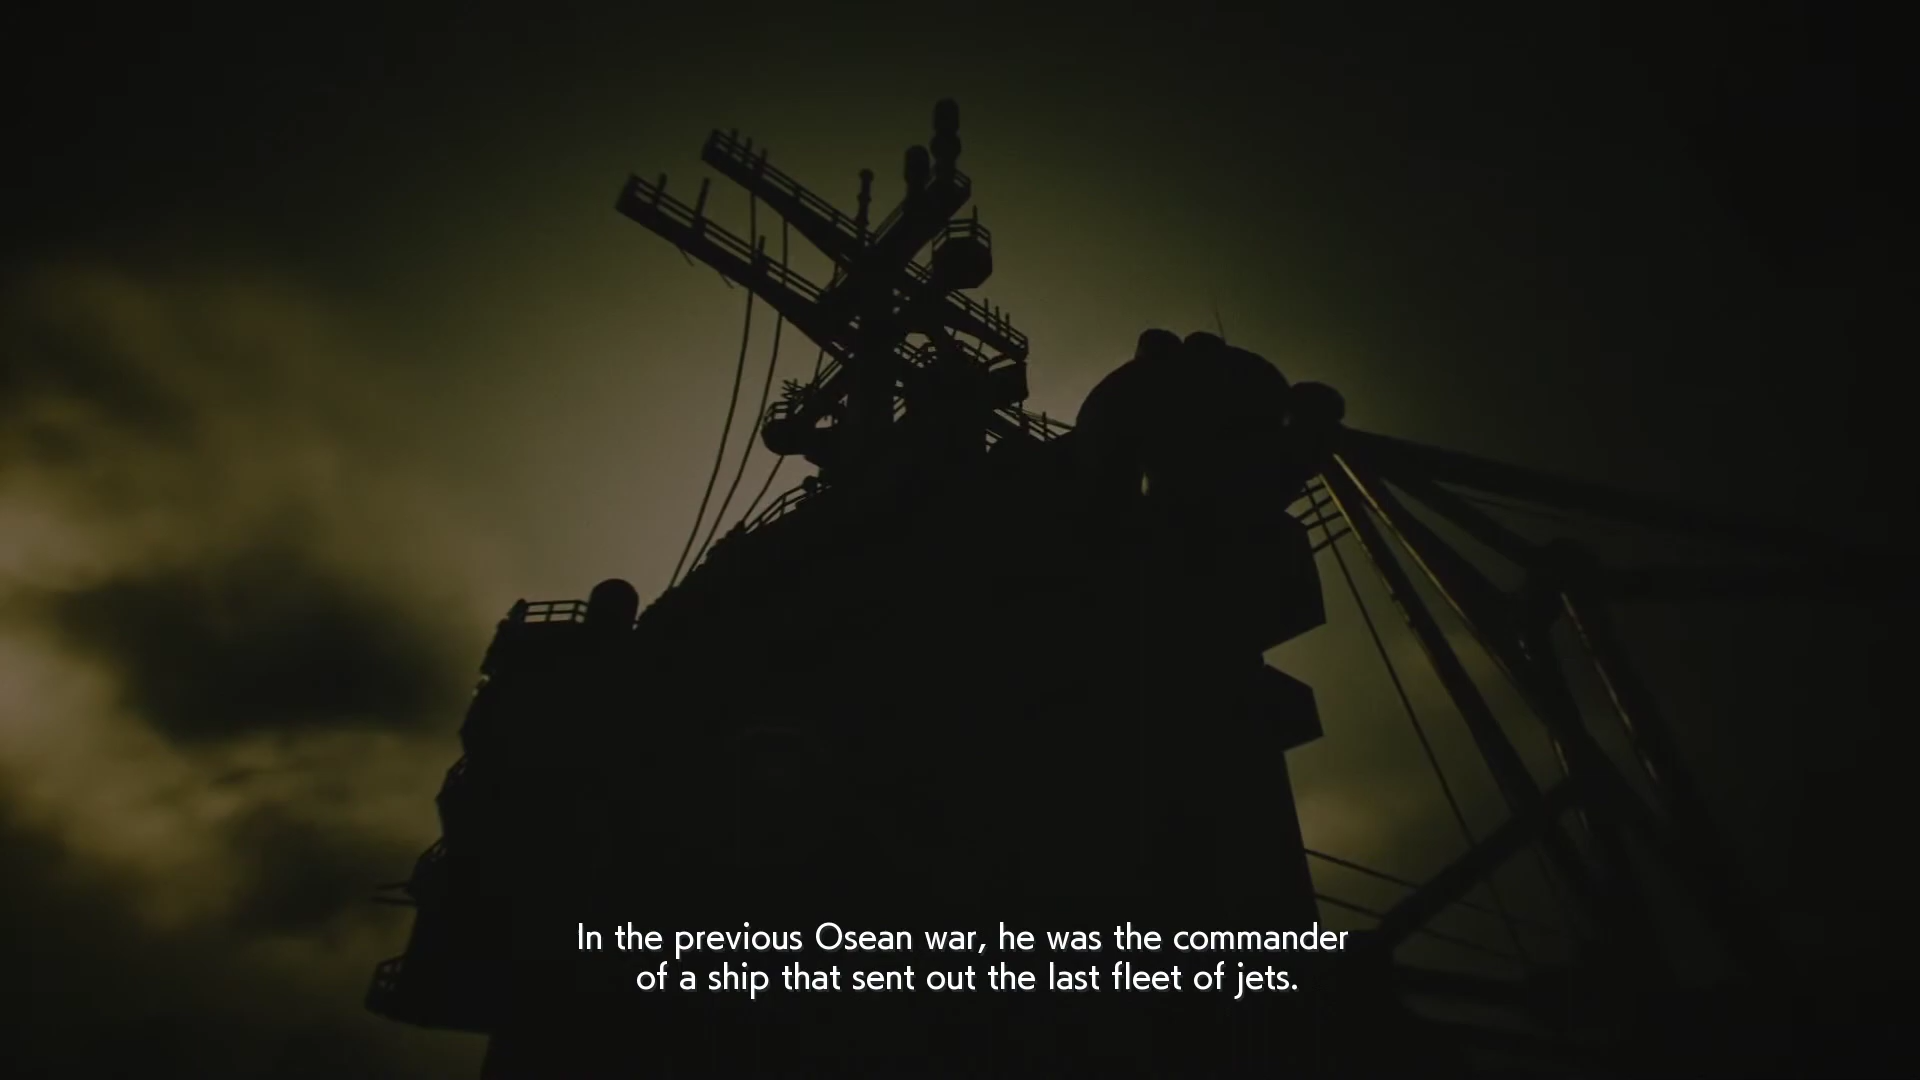 In the previous Osean war, he was the commander
of a ship that sent out the last fleet of jets.